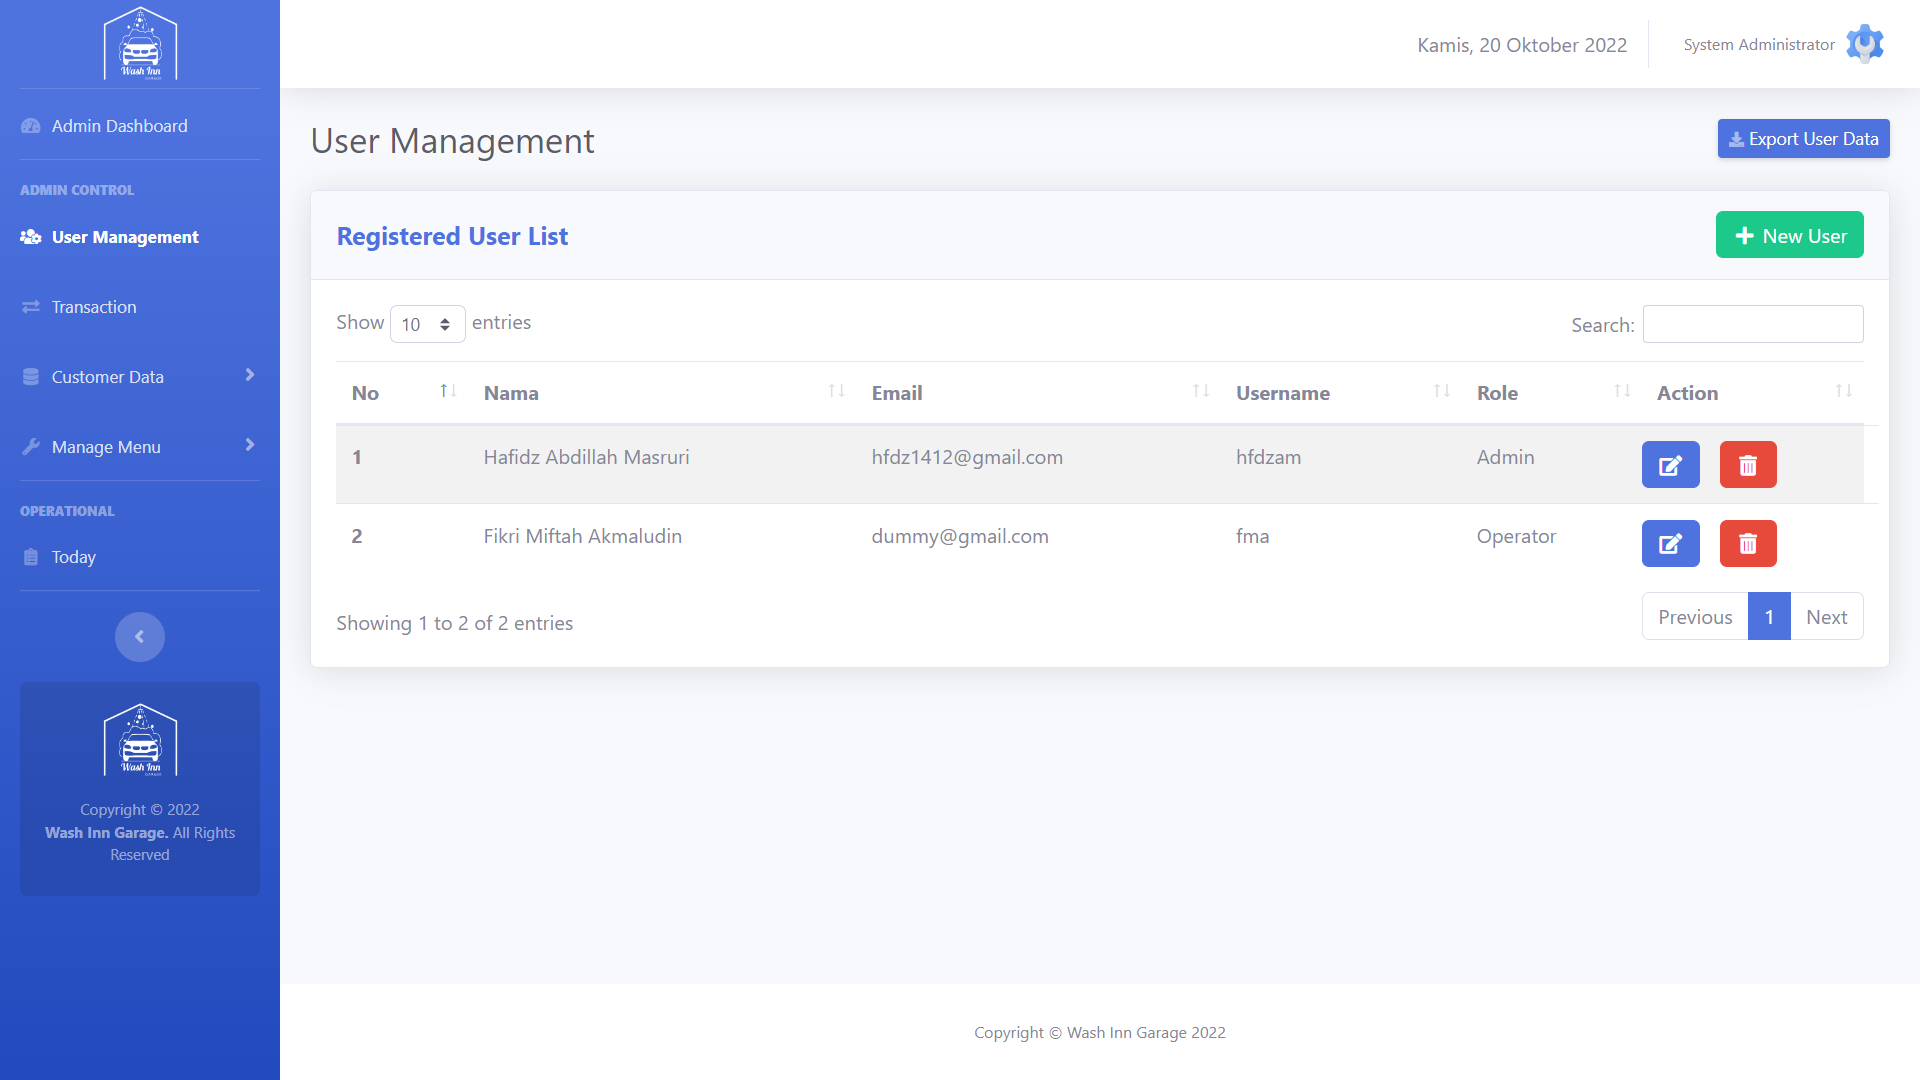 Wash Inn
GARAGE
Kamis, 20 Oktober 2022
System Administrator
Admin Dashboard
ADMIN CONTROL
User Management
Transaction
Customer Data
Manage Menu
OPERATIONAL
Today
Wash Inn
GARAGE
Copyright © 2022
Wash Inn Garage. All Rights
Reserved
User Management
Export User Data
Registered User List
New User
Show 10 entries
Search:
No Nama Email Username Role Action
1 Hafidz Abdillah Masruri hfdz1412@gmail.com hfdzam Admin
2 Fikri Miftah Akmaludin dummy@gmail.com fma Operator
Showing 1 to 2 of 2 entries
Previous 1 Next
Copyright © Wash Inn Garage 2022